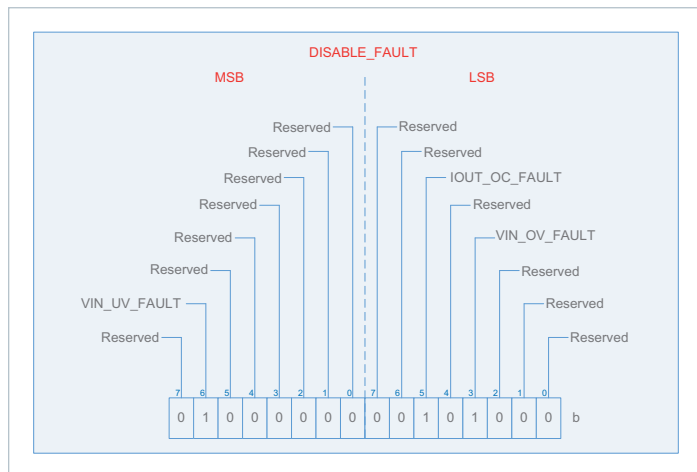 DISABLE_FAULT
MSB LSB
Reserved Reserved
Reserved Reserved
Reserved IOUT_OC_FAULT
Reserved Reserved
Reserved VIN_OV_FAULT
Reserved Reserved
VIN_UV_FAULT Reserved
Reserved Reserved
7 6 5 4 3 2 1 0 7 6 5 4 3 2 1 0
0 1 0 0 0 0 0 0 0 0 1 0 1 0 0 0 b